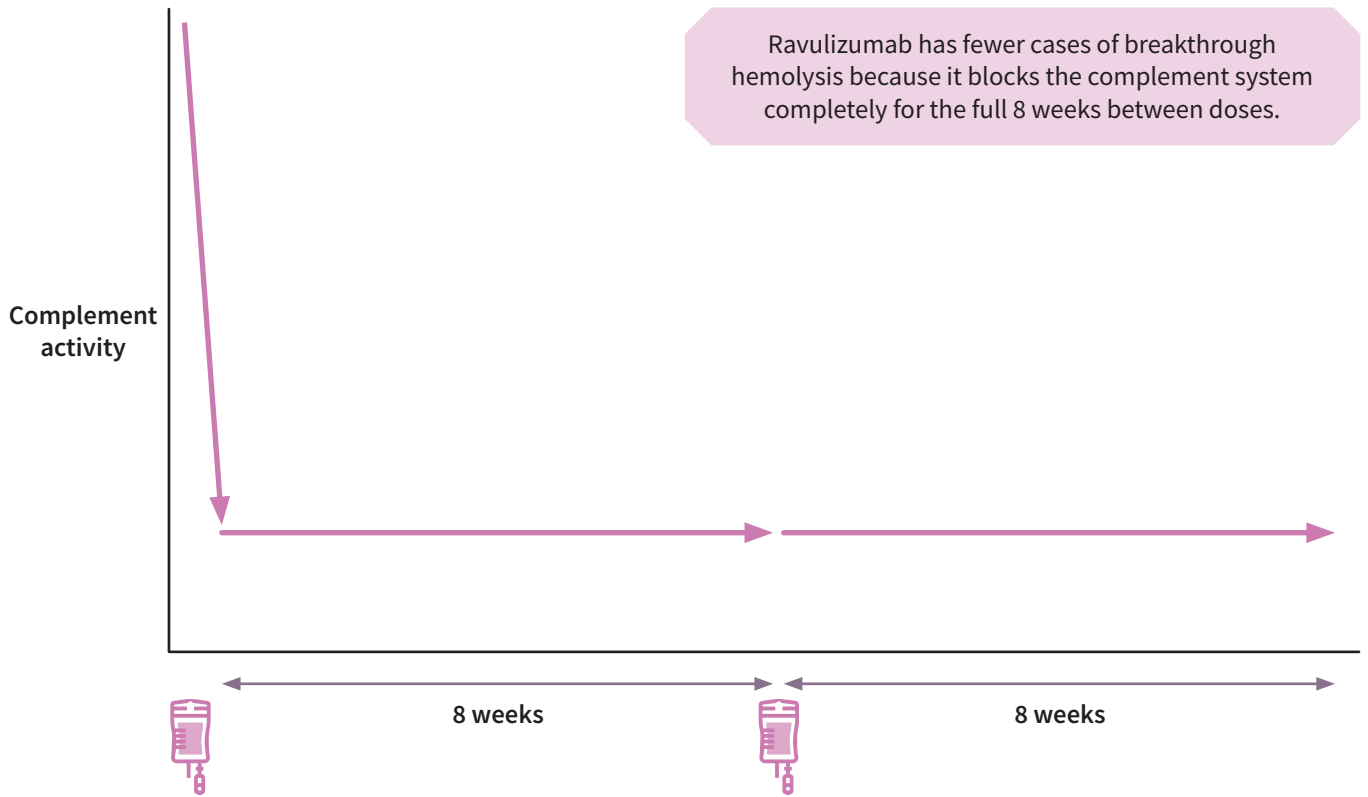 Ravulizumab has fewer cases of breakthrough
hemolysis because it blocks the complement system
completely for the full 8 weeks between doses.
Complement
activity
8 weeks
8 weeks